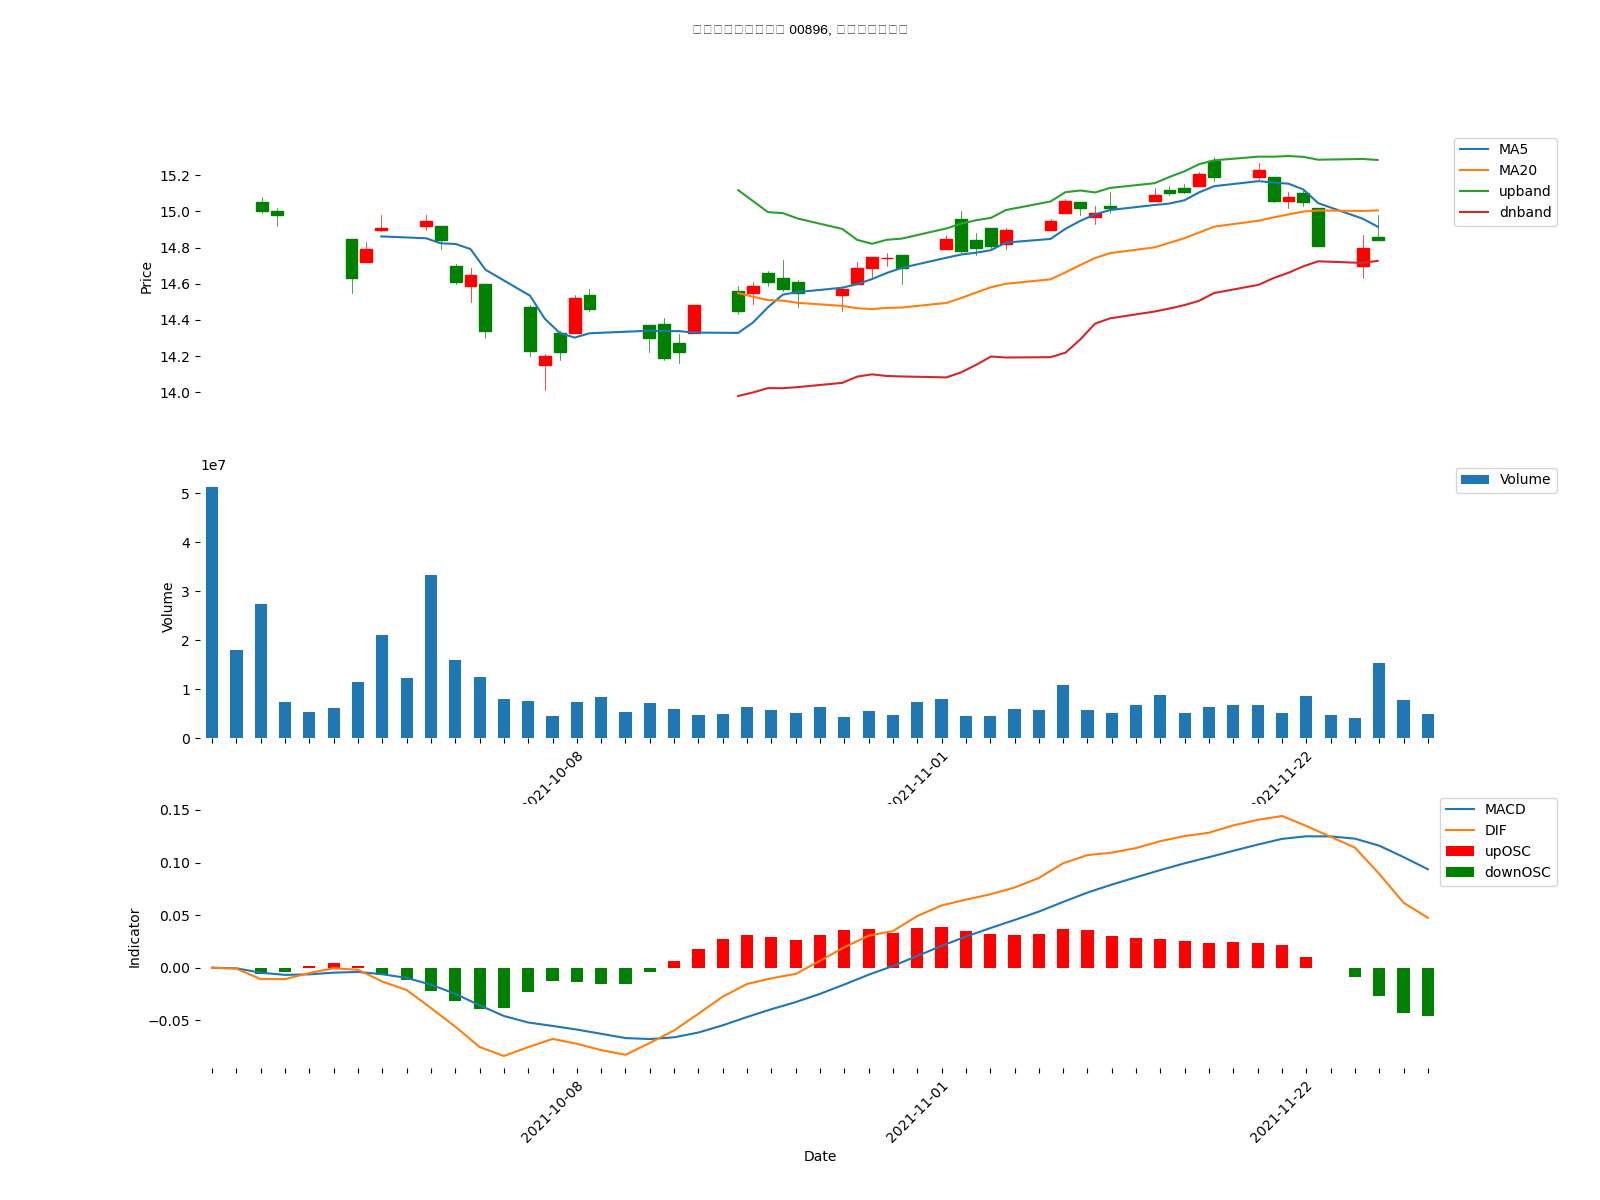 00896,
MA5
MA20
upband
dnband
15.2
15.0
14.8
14.6
14.4
14.2
14.0
Price
1e7
Volume
5
4
3
2
1
0
Volume
2021-10-08
2021-11-01
2021-11-22
MACD
DIF
upOSC
downOSC
0.15
0.10
0.05
0.00
−0.05
Indicator
2021-10-08
2021-11-01
2021-11-22
Date